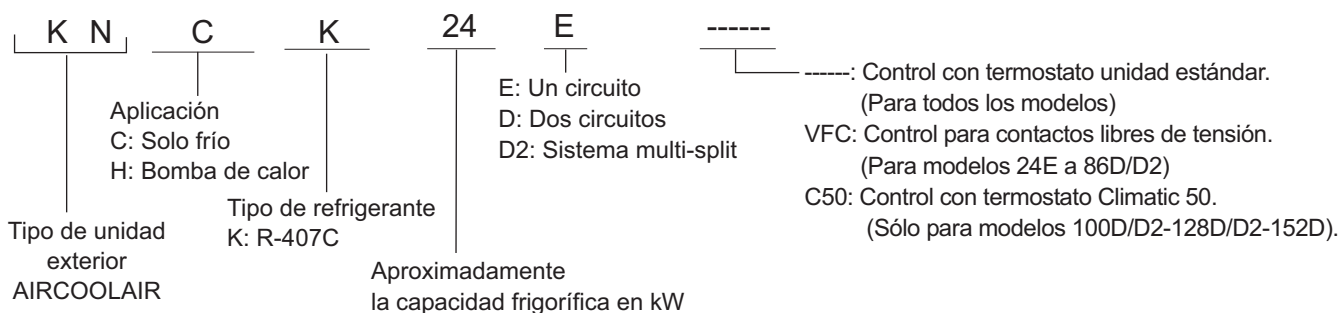 K N C K 24 E ------
------: Control con termostato unidad estándar.
(Para todos los modelos)
VFC: Control para contactos libres de tensión.
(Para modelos 24E a 86D/D2)
C50: Control con termostato Climatic 50.
(Sólo para modelos 100D/D2-128D/D2-152D).
E: Un circuito
D: Dos circuitos
D2: Sistema multi-split
Aplicación
C: Solo frío
H: Bomba de calor
Tipo de refrigerante
K: R-407C
Tipo de unidad
exterior
AIRCOOLAIR
Aproximadamente
la capacidad frigorífica en kW